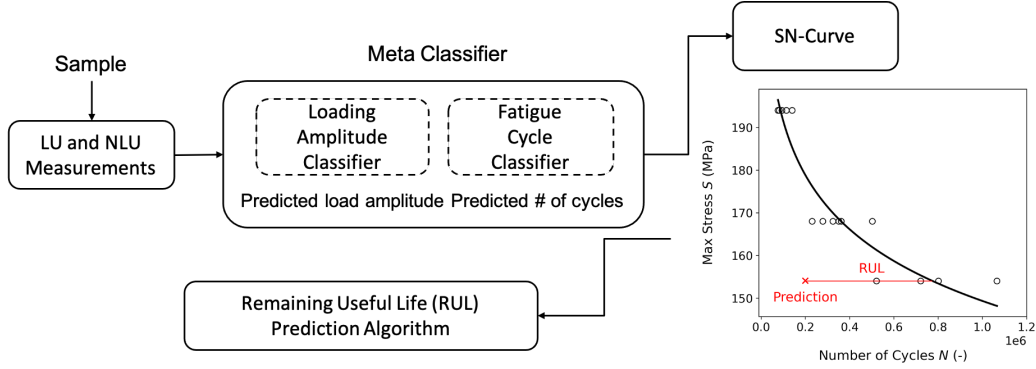 Sample
LU and NLU
Measurements
Meta Classifier
Loading
Amplitude
Classifier
Fatigue
Cycle
Classifier
Predicted load amplitude Predicted # of cycles
SN-Curve
Remaining Useful Life (RUL)
Prediction Algorithm
Max Stress S (MPa)
190
180
170
160
150
RUL
Prediction
0.0 0.2 0.4 0.6 0.8 1.0 1.2
1e6
Number of Cycles N (-)